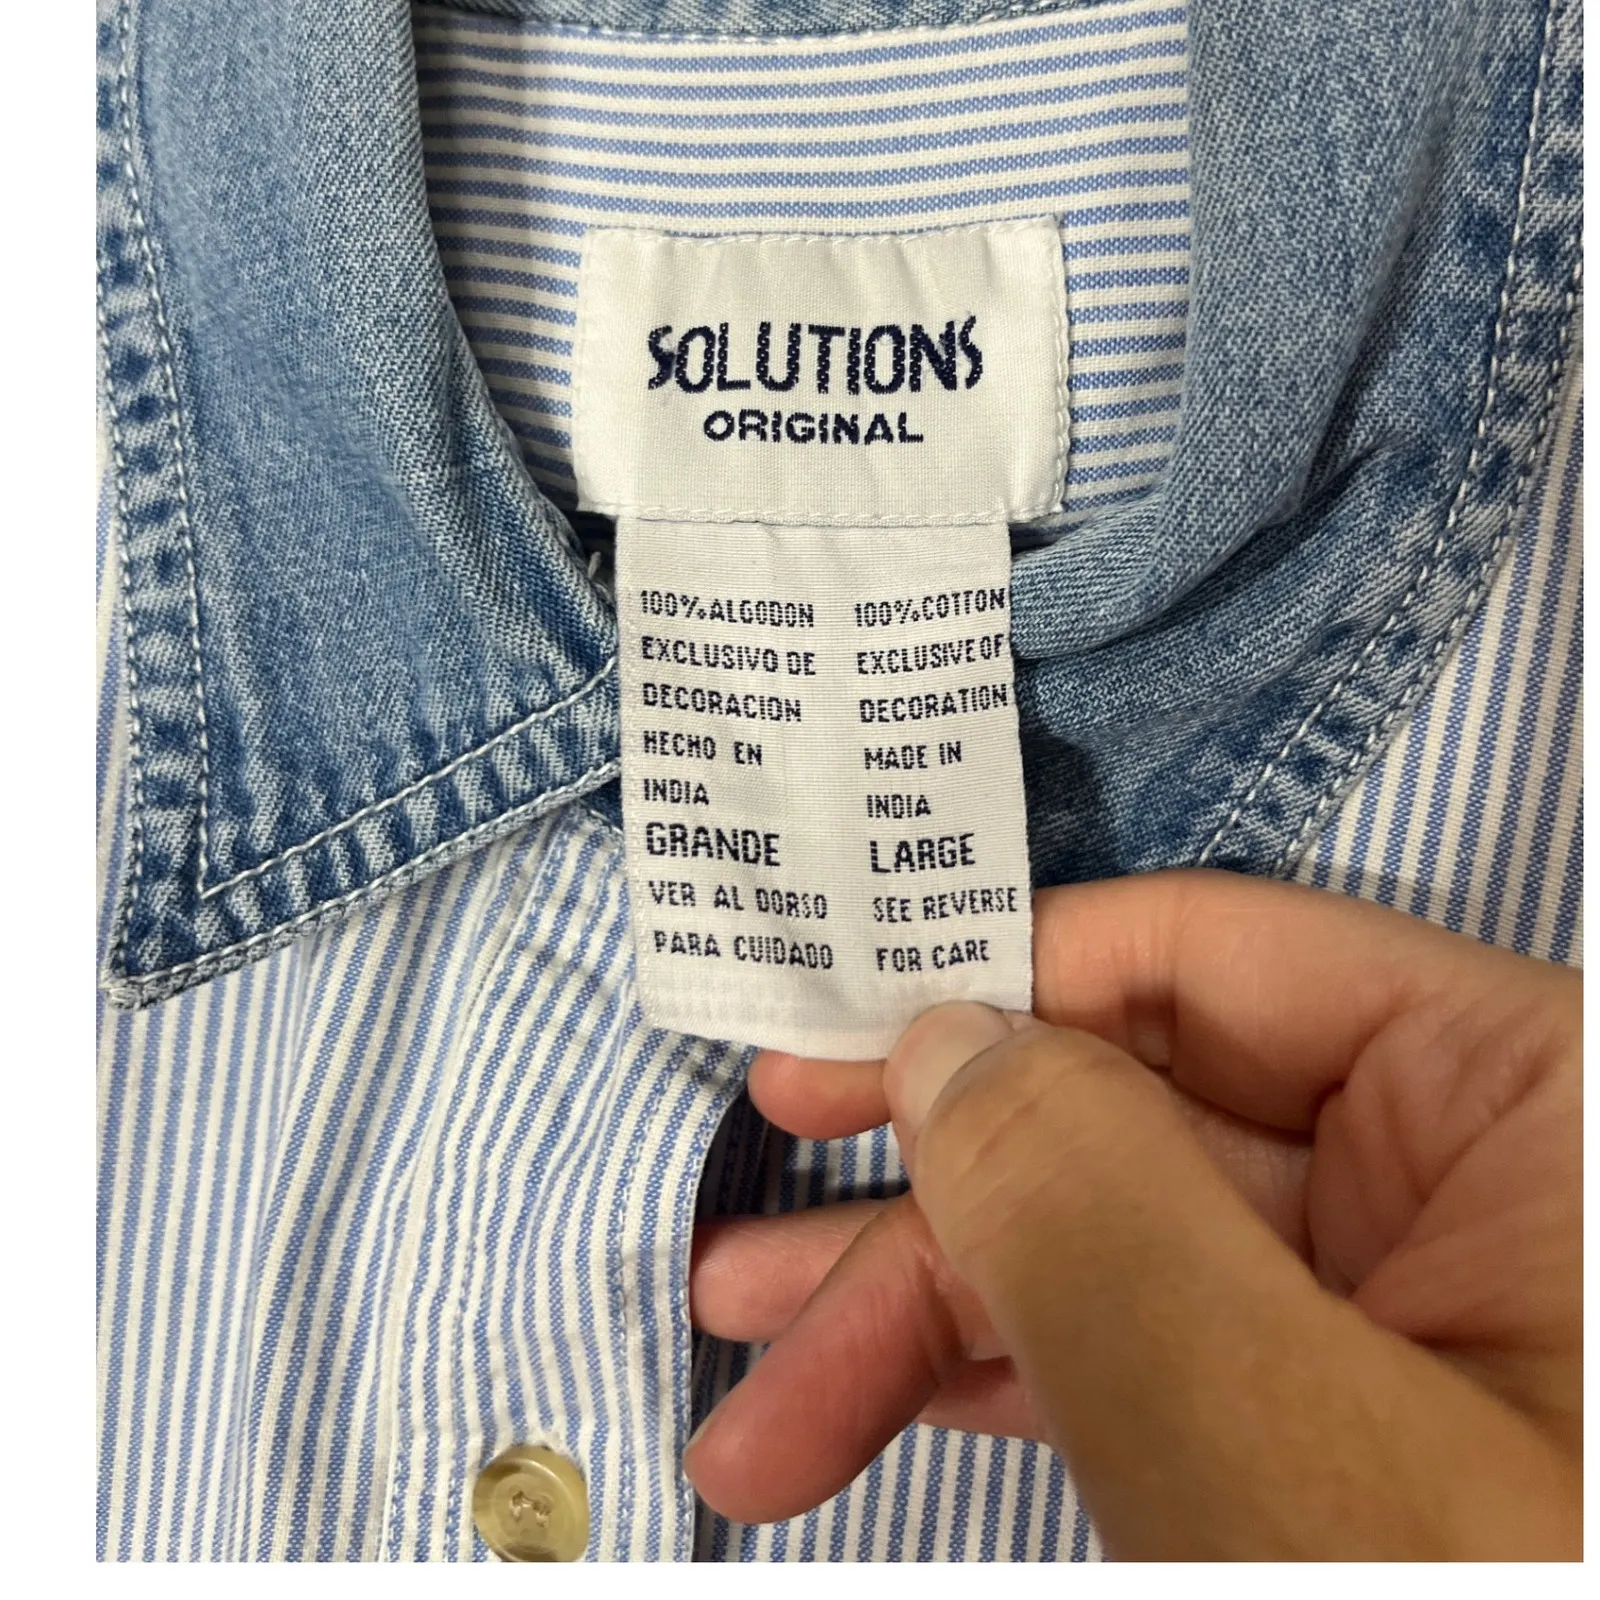 SOLUTIONS
ORIGINAL
100% ALGODON
EXCLUSIVO DE
DECORACION
HECHO EN
INDIA
GRANDE
VER AL DORSO
PARA CUIDADO
100% COTTON
EXCLUSIVE OF
DECORATION
MADE IN
INDIA
LARGE
SEE REVERSE
FOR CARE